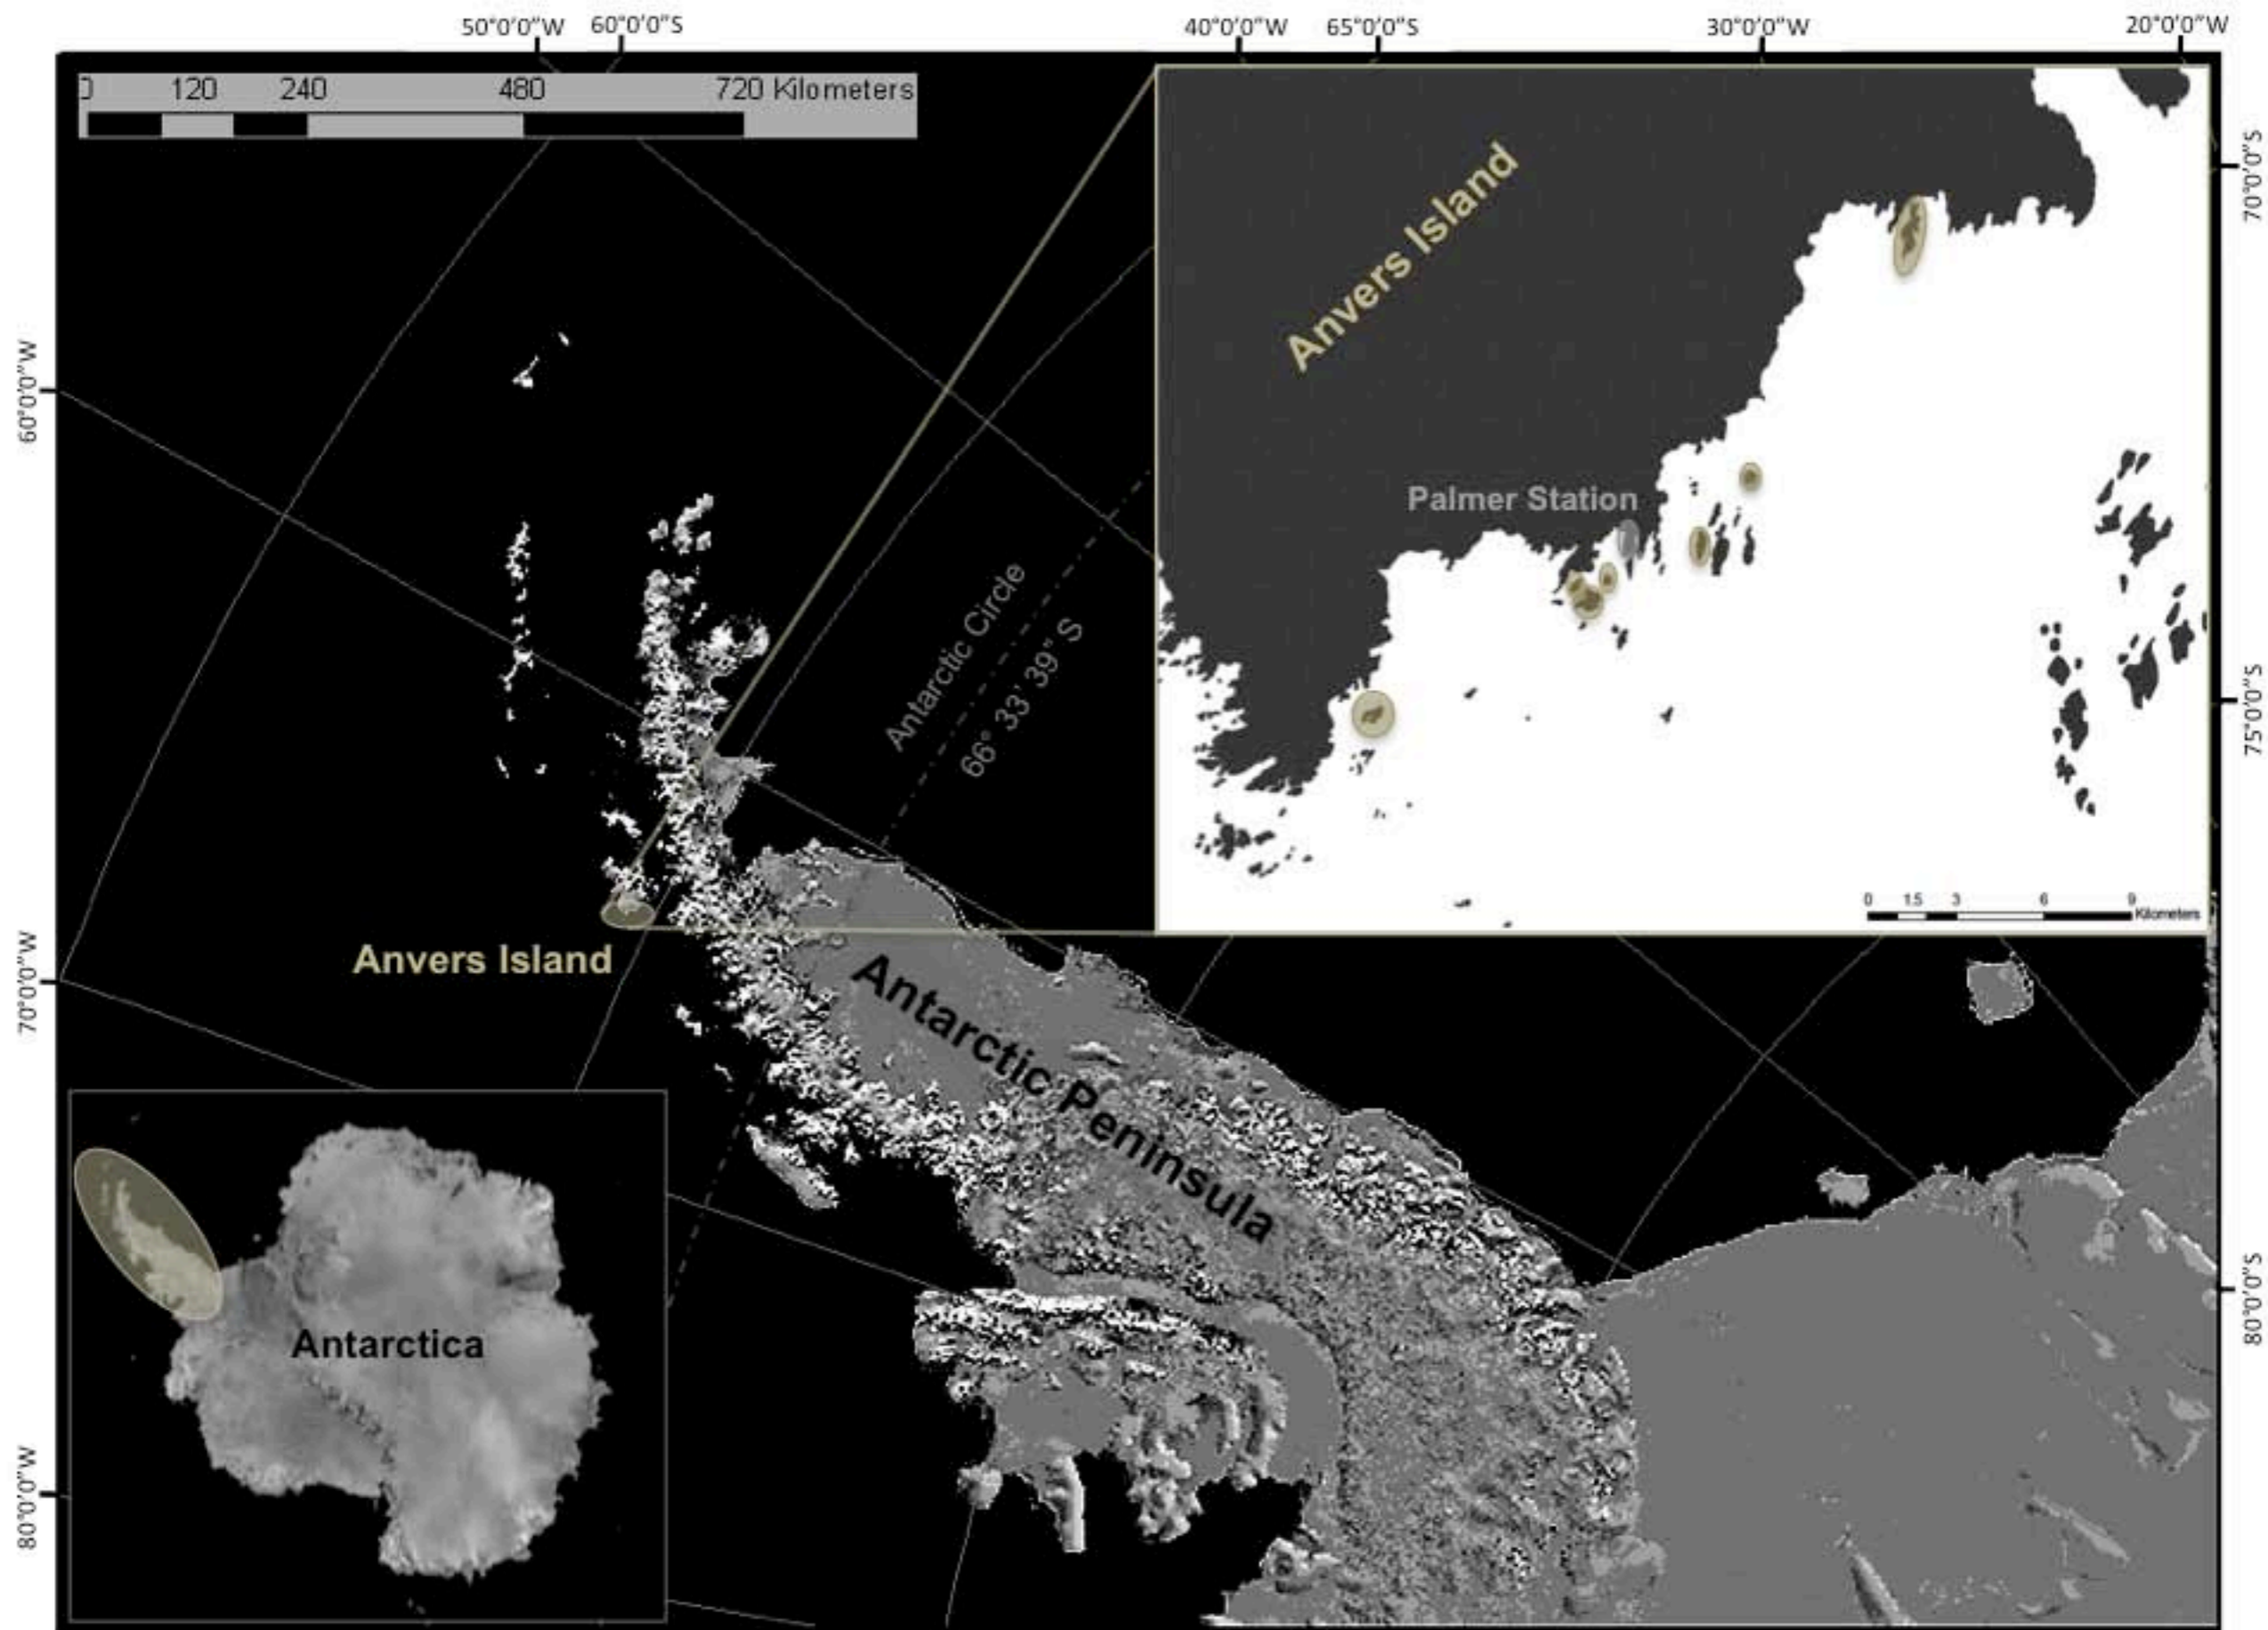 50°0'0"W 60°0'0"S 40°0'0"W 65°0'0"S 30°0'0"W 20°0'0"W
0 120 240 480 720 Kilometers
70°0'0"S
Anvers Island
60°0'0"W
Palmer Station
Antarctic Circle
66° 33' 39" S
75°0'0"S
0 1.5 3 6 9
Kilometers
Anvers Island
70°0'0"W
Antarctic Peninsula
80°0'0"S
Antarctica
80°0'0"W